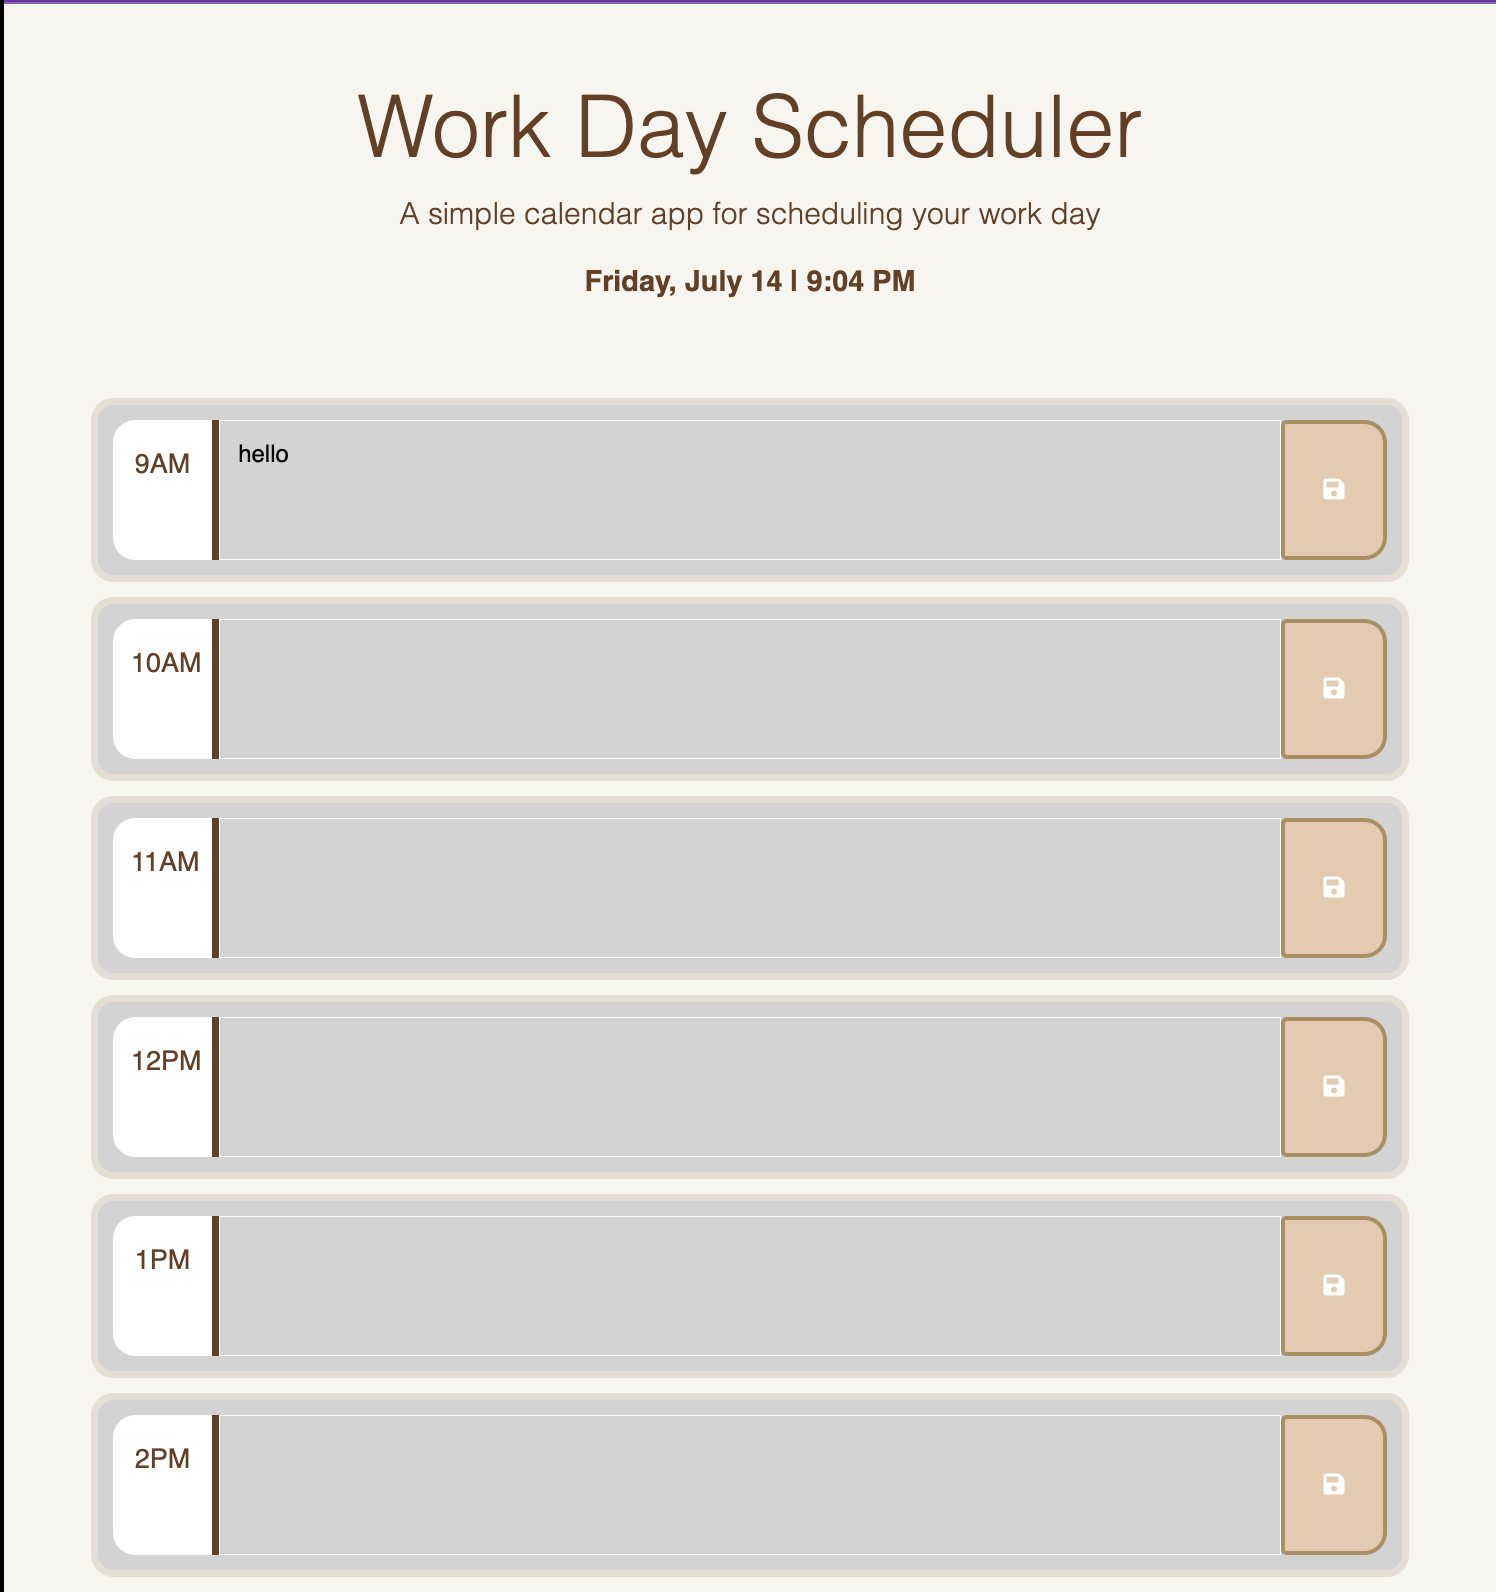 Work Day Scheduler
A simple calendar app for scheduling your work day
Friday, July 14 | 9:04 PM
9AM
hello
10AM
11AM
12PM
1PM
2PM